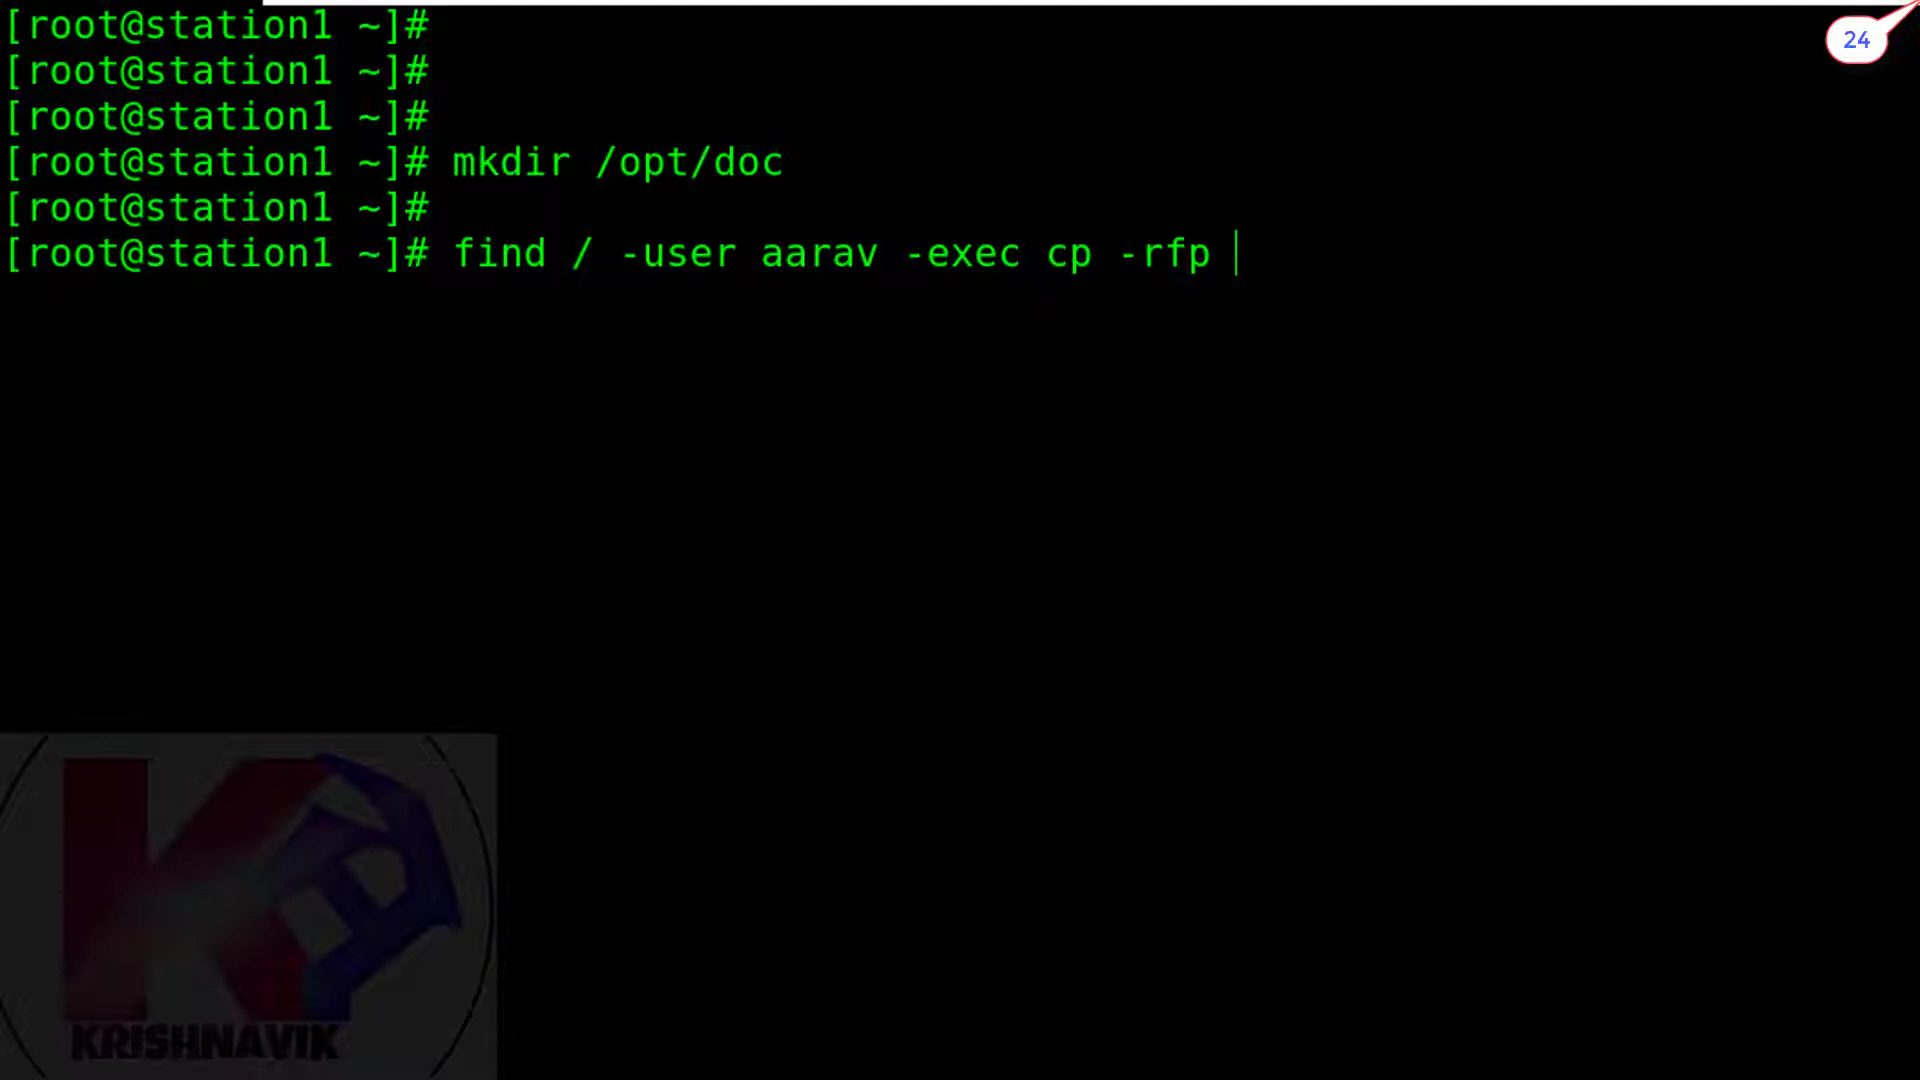 [root@station1 ~]#
[root@station1 ~]#
[root@station1 ~]#
[root@station1 ~]# mkdir /opt/doc
[root@station1 ~]#
[root@station1 ~]# find / -user aarav -exec cp -rfp
24
KRISHNAVIK